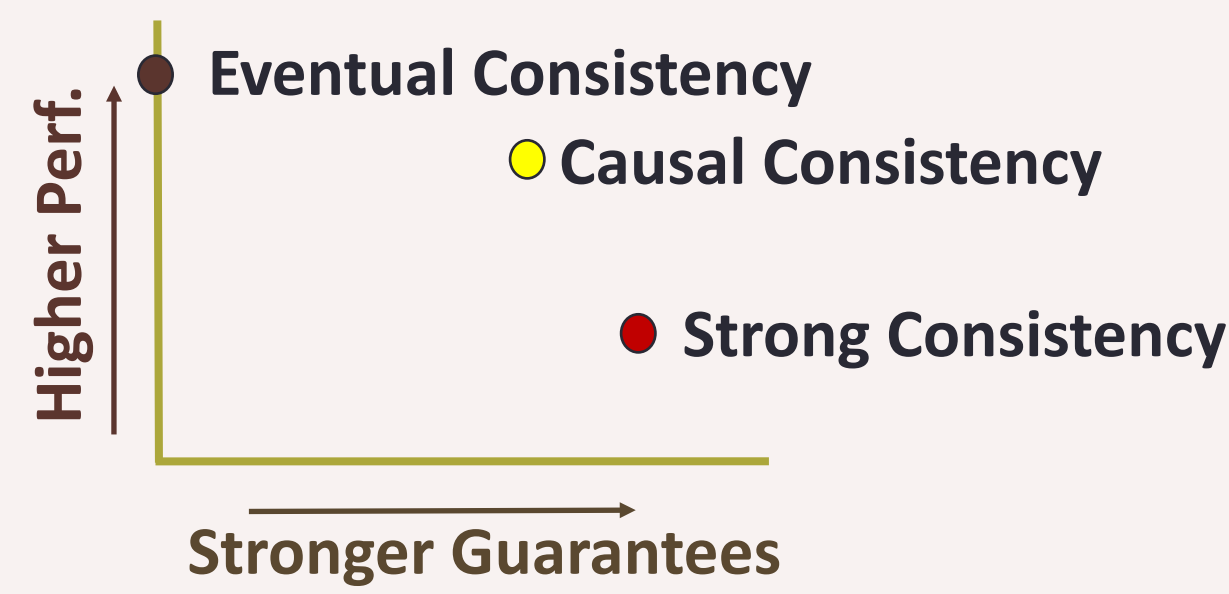 Eventual Consistency
Causal Consistency
Higher Perf.
Strong Consistency
Stronger Guarantees